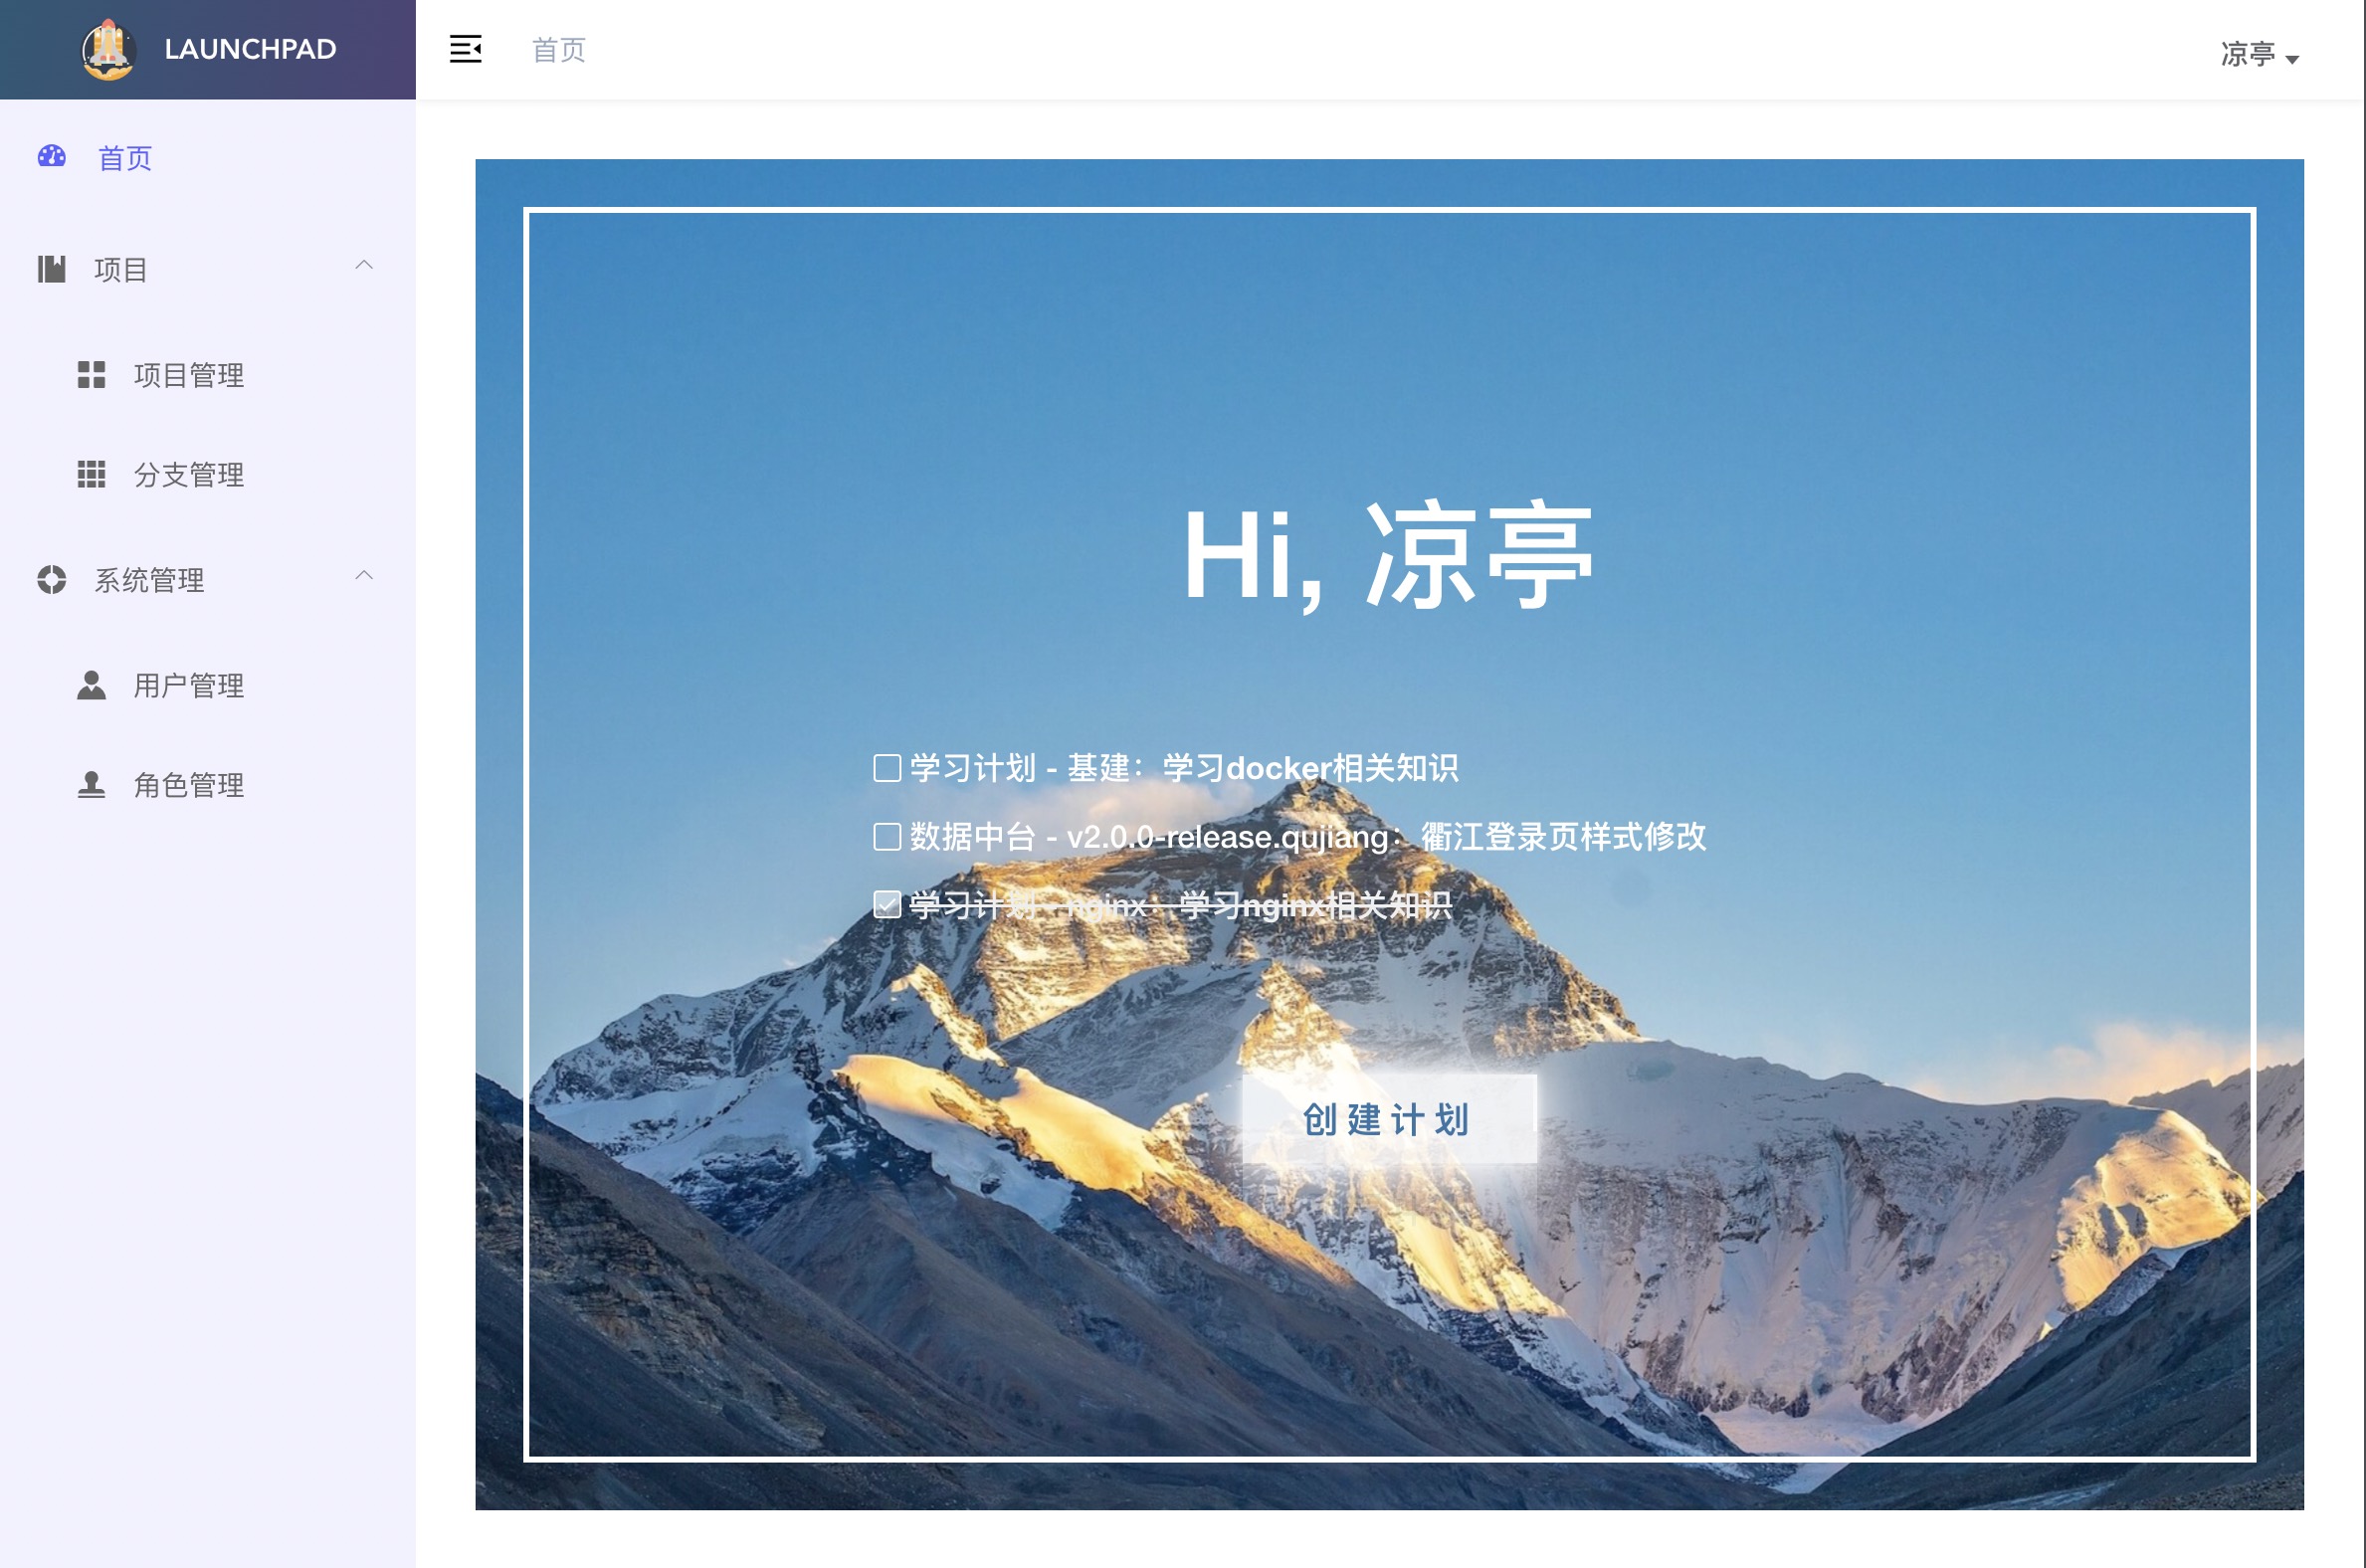 LAUNCHPAD
首页
凉亭
首页
项目
项目管理
分支管理
系统管理
用户管理
角色管理
Hi, 凉亭
学习计划 - 基建：学习docker相关知识
数据中台 - v2.0.0-release.qujiang：衢江登录页样式修改
学习计划 - nginx：学习nginx相关知识
创建计划